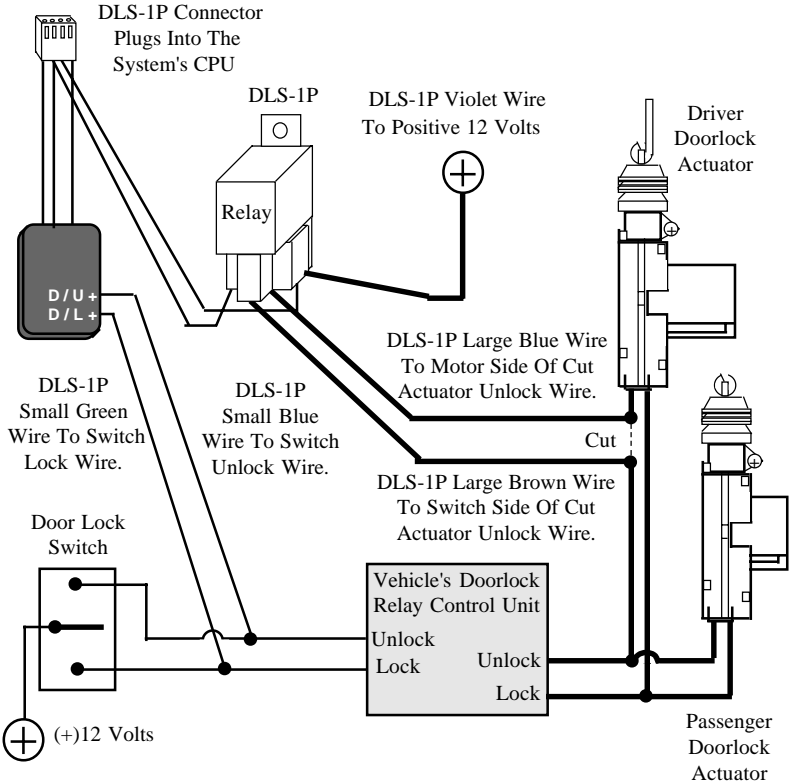 DLS-1P Connector
Plugs Into The
System's CPU
DLS-1P
DLS-1P Violet Wire
To Positive 12 Volts
Driver
Doorlock
Actuator
Relay
D / U +
D / L +
DLS-1P Large Blue Wire
To Motor Side Of Cut
Actuator Unlock Wire.
DLS-1P
Small Green
Wire To Switch
Lock Wire.
DLS-1P
Small Blue
Wire To Switch
Unlock Wire.
Cut
DLS-1P Large Brown Wire
To Switch Side Of Cut
Actuator Unlock Wire.
Door Lock
Switch
Vehicle's Doorlock
Relay Control Unit
Unlock
Lock
Unlock
Lock
(+)12 Volts
Passenger
Doorlock
Actuator